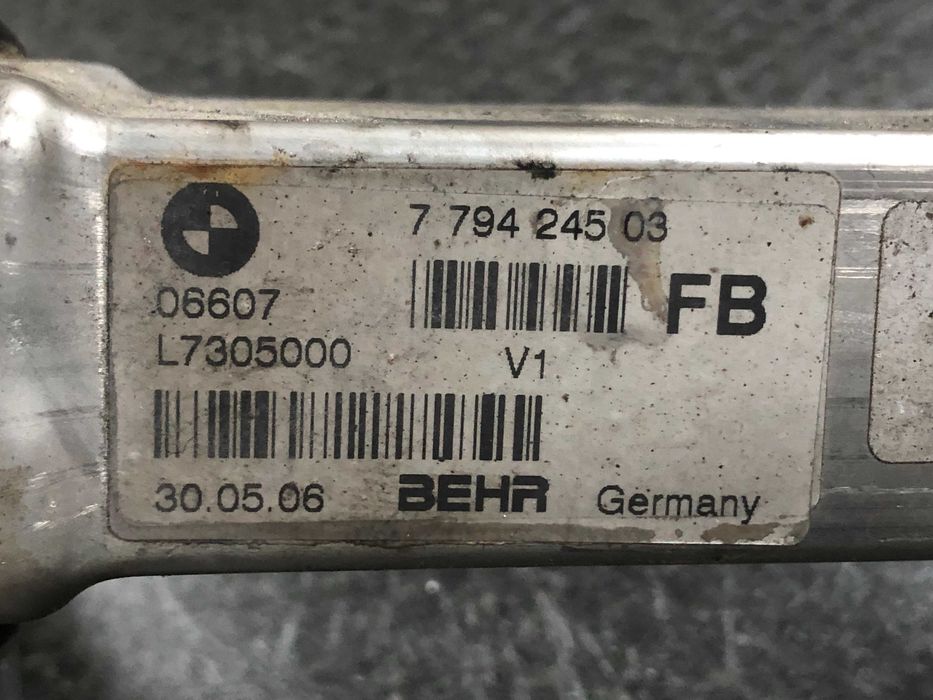 7 794 245 03
FB
06607
L7305000
V1
30.05.06 BEHR Germany